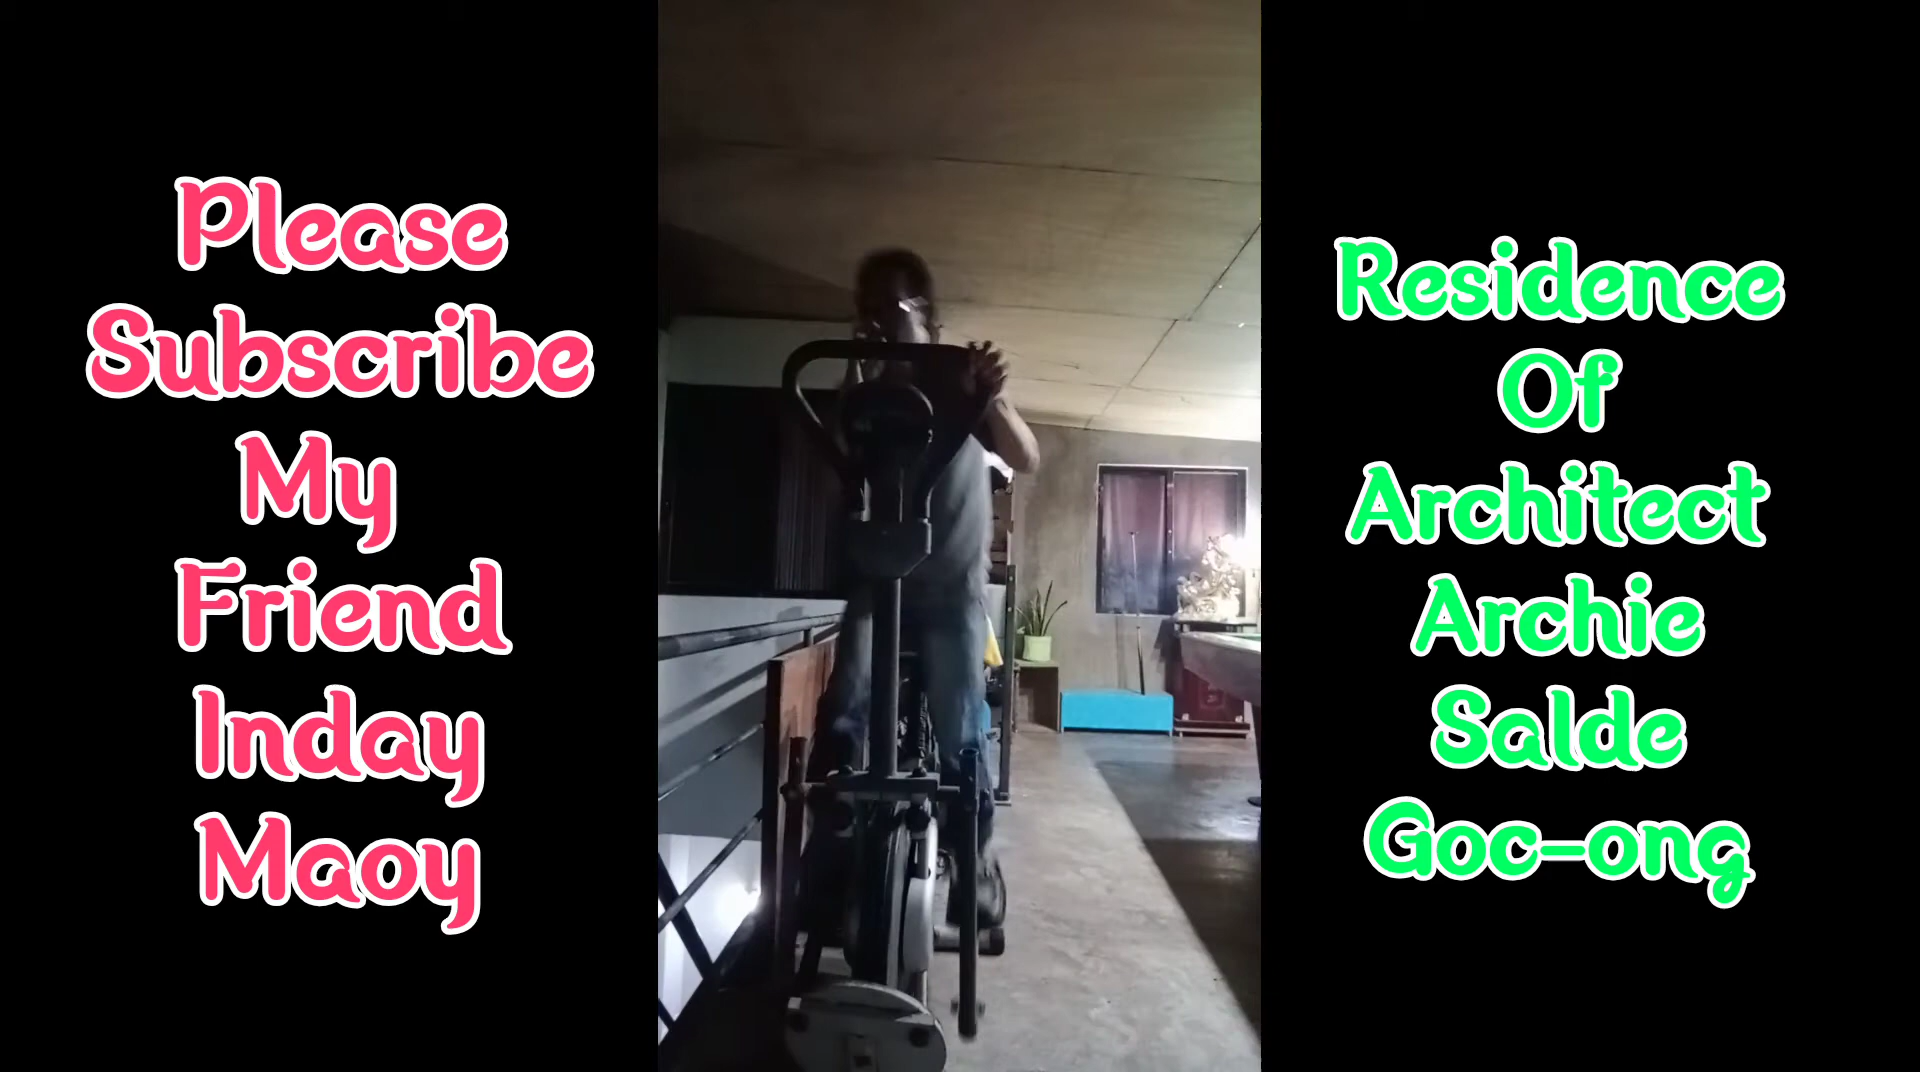 Please
Subscribe
My
Friend
Inday
Maoy
Residence
Of
Architect
Archie
Salde
Goc-ong